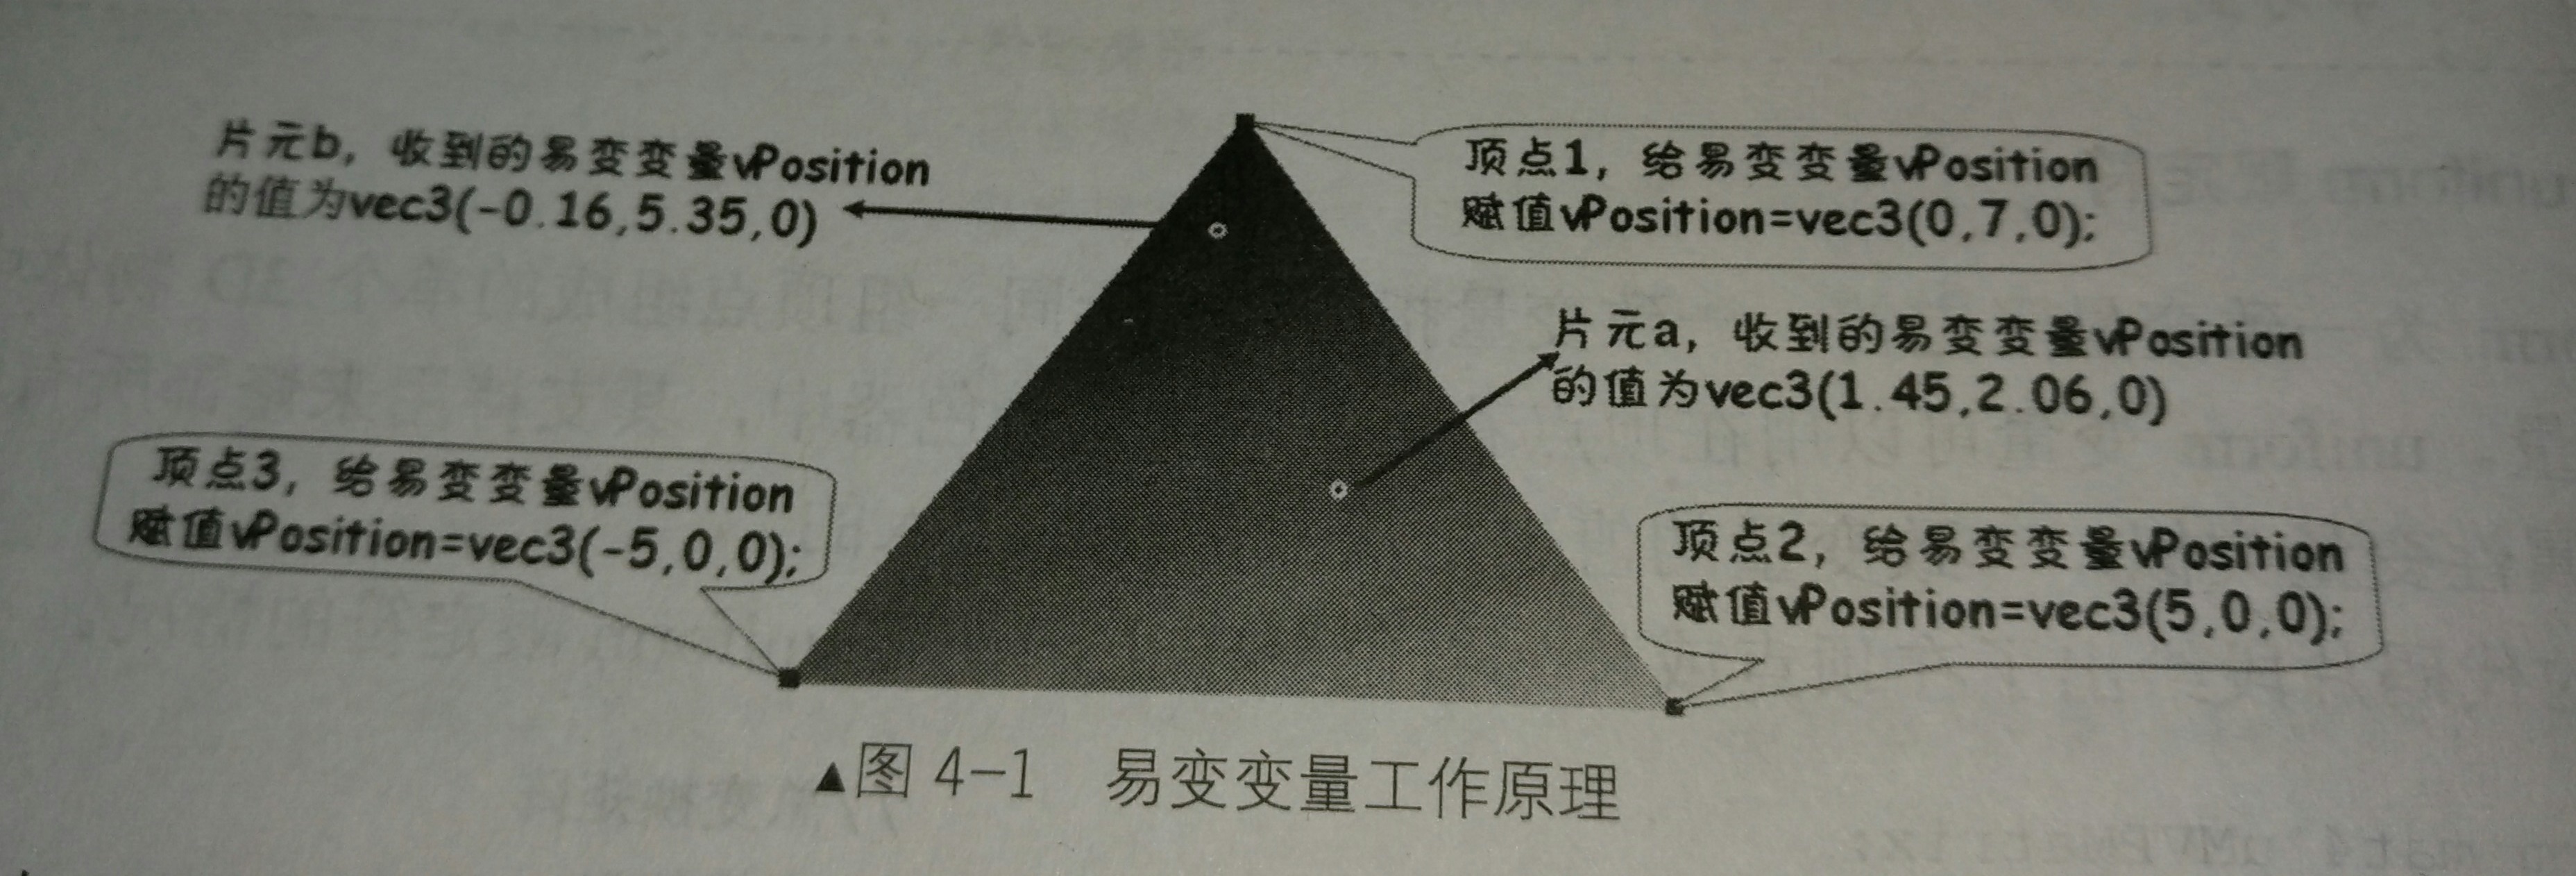 片元b, 收到的易变变量vPosition
的值为vec3(-0.16,5.35,0)
顶点1, 给易变变量vPosition
赋值vPosition=vec3(0,7,0);
片元a, 收到的易变变量vPosition
的值为vec3(1.45,2.06,0)
顶点3, 给易变变量vPosition
赋值vPosition=vec3(-5,0,0);
顶点2, 给易变变量vPosition
赋值vPosition=vec3(5,0,0);
▲图 4-1 易变变量工作原理